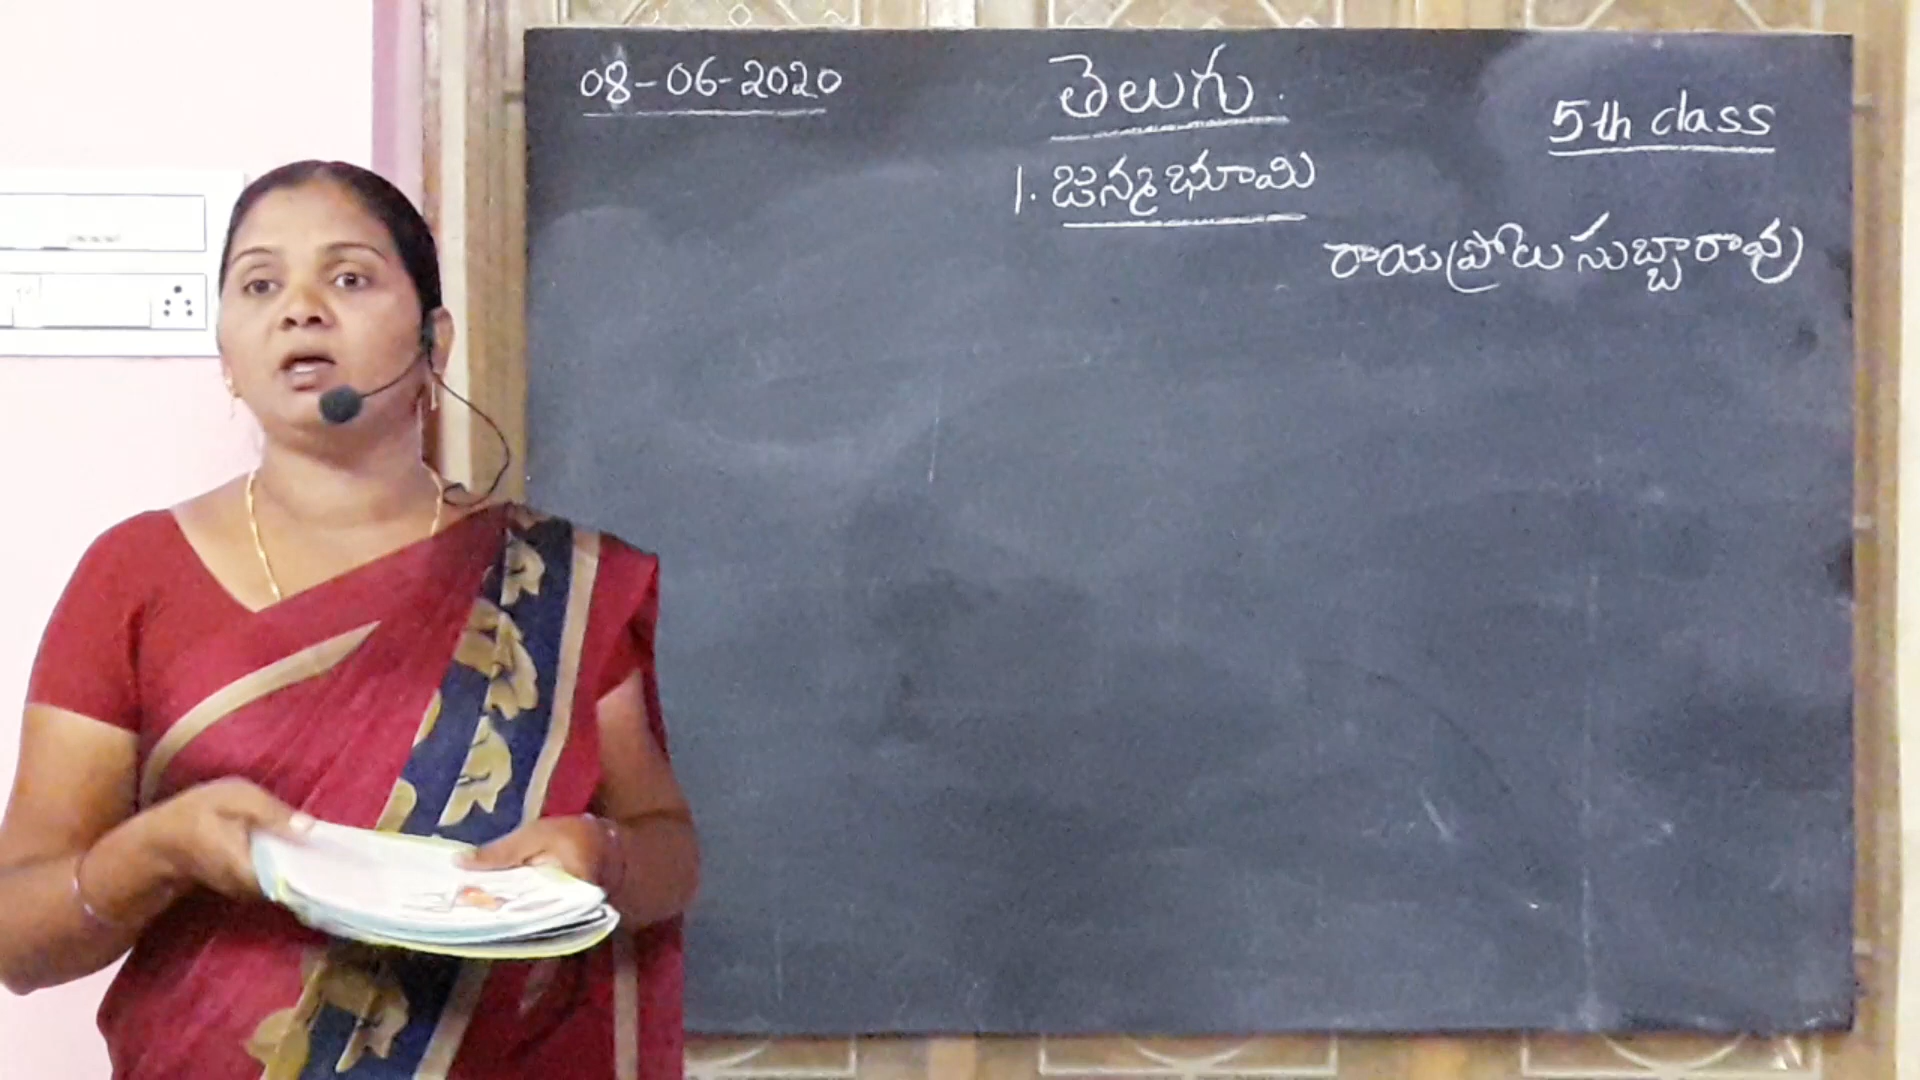 08-06-2020
తెలుగు
5th class
1. జన్మభూమి
రాయప్రోలు సుబ్బారావు